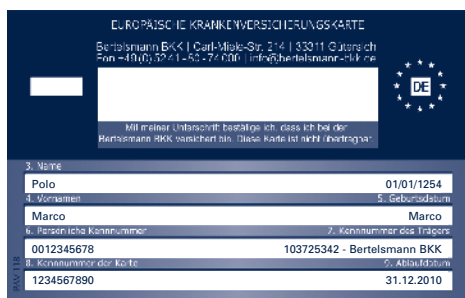 EUROPÄISCHE KRANKENVERSICHERUNGSKARTE
Bertelsmann BKK | Carl-Miele-Str. 214 | 33311 Gütersloh
Fon +49 (0) 52 41 - 80 - 74 000 | info@bertelsmann-bkk.de
DE
Mit meiner Unterschrift bestätige ich, dass ich bei der
Bertelsmann BKK versichert bin. Diese Karte ist nicht übertragbar.
3. Name
Polo 01/01/1254
4. Vornamen 5. Geburtsdatum
Marco Marco
6. Persönliche Kennnummer 7. Kennnummer des Trägers
0012345678 103725342 - Bertelsmann BKK
8. Kennnummer der Karte 9. Ablaufdatum
1234567890 31.12.2010